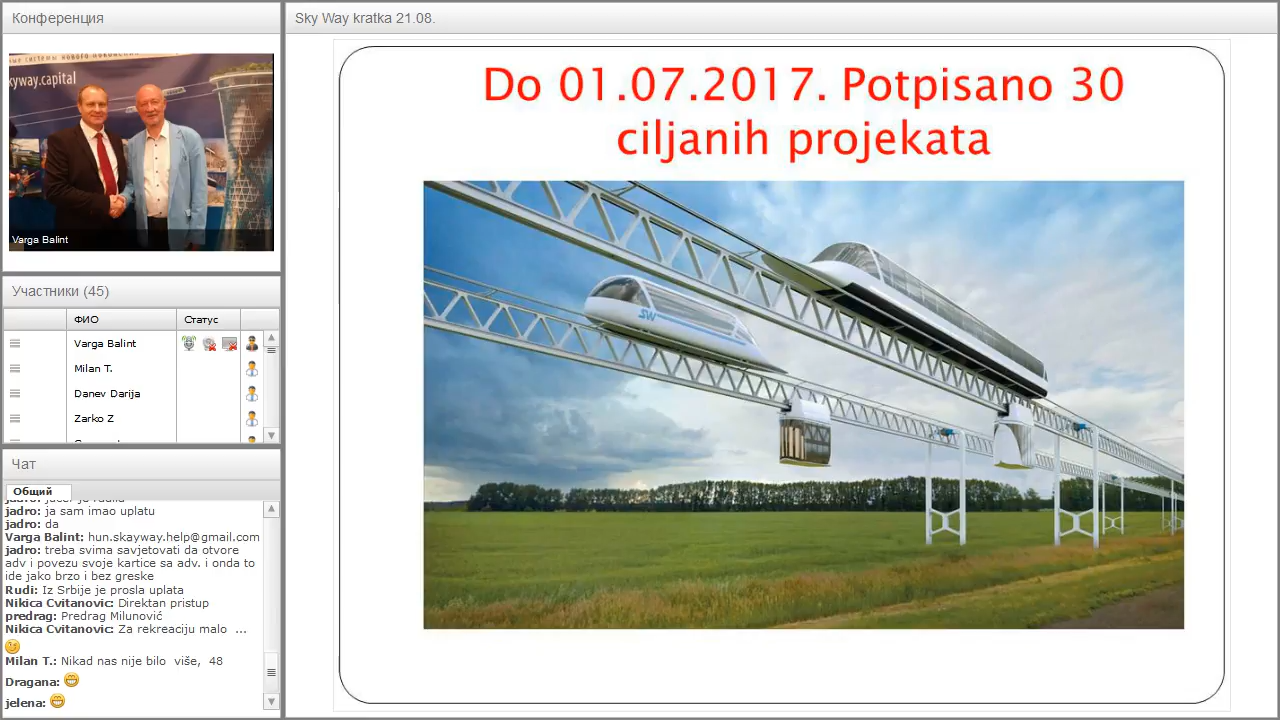 Конференция
kyway.capital
Varga Balint
Участники (45)
ФИО
Статус
Varga Balint
Milan T.
Danev Darija
Zarko Z
Чат
Общий
jadro: ja sam imao uplatu
jadro: da
Varga Balint: hun.skayway.help@gmail.com
jadro: treba svima savjetovati da otvore
adv i povezu svoje kartice sa adv. i onda to
ide jako brzo i bez greske
Rudi: Iz Srbije je prosla uplata
Nikica Cvitanovic: Direktan pristup
predrag: Predrag Milunović
Nikica Cvitanovic: Za rekreaciju malo ...
Milan T.: Nikad nas nije bilo više, 48
Dragana:
jelena:
Sky Way kratka 21.08.
Do 01.07.2017. Potpisano 30
ciljanih projekata
SW